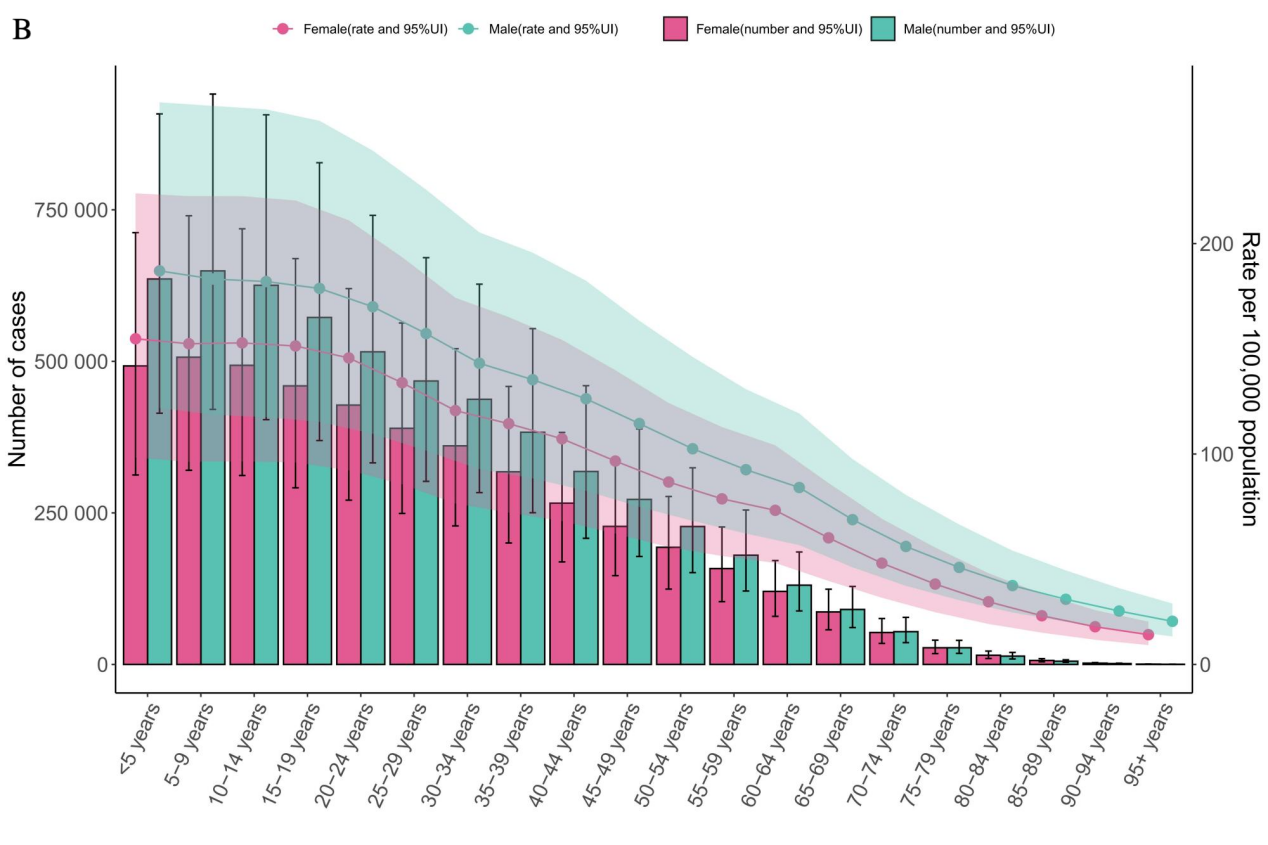 B
Female(rate and 95%UI) Male(rate and 95%UI) Female(number and 95%UI) Male(number and 95%UI)
Number of cases
750 000
500 000
250 000
0
200
100
0
Rate per 100,000 population
<5 years
5–9 years
10–14 years
15–19 years
20–24 years
25–29 years
30–34 years
35–39 years
40–44 years
45–49 years
50–54 years
55–59 years
60–64 years
65–69 years
70–74 years
75–79 years
80–84 years
85–89 years
90–94 years
95+ years